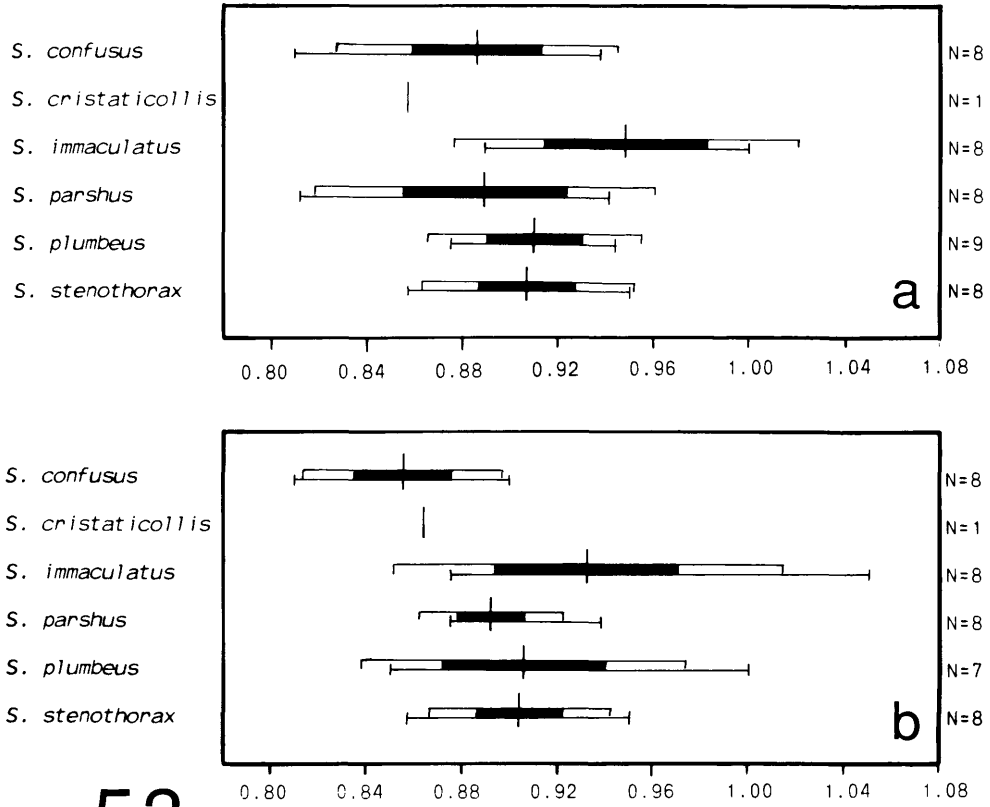 S. confusus N=8
S. cristaticollis N=1
S. immaculatus N=8
S. parshus N=8
S. plumbeus N=9
S. stenothorax N=8
a
0.80 0.84 0.88 0.92 0.96 1.00 1.04 1.08
S. confusus N=8
S. cristaticollis N=1
S. immaculatus N=8
S. parshus N=8
S. plumbeus N=7
S. stenothorax N=8
b
0.80 0.84 0.88 0.92 0.96 1.00 1.04 1.08